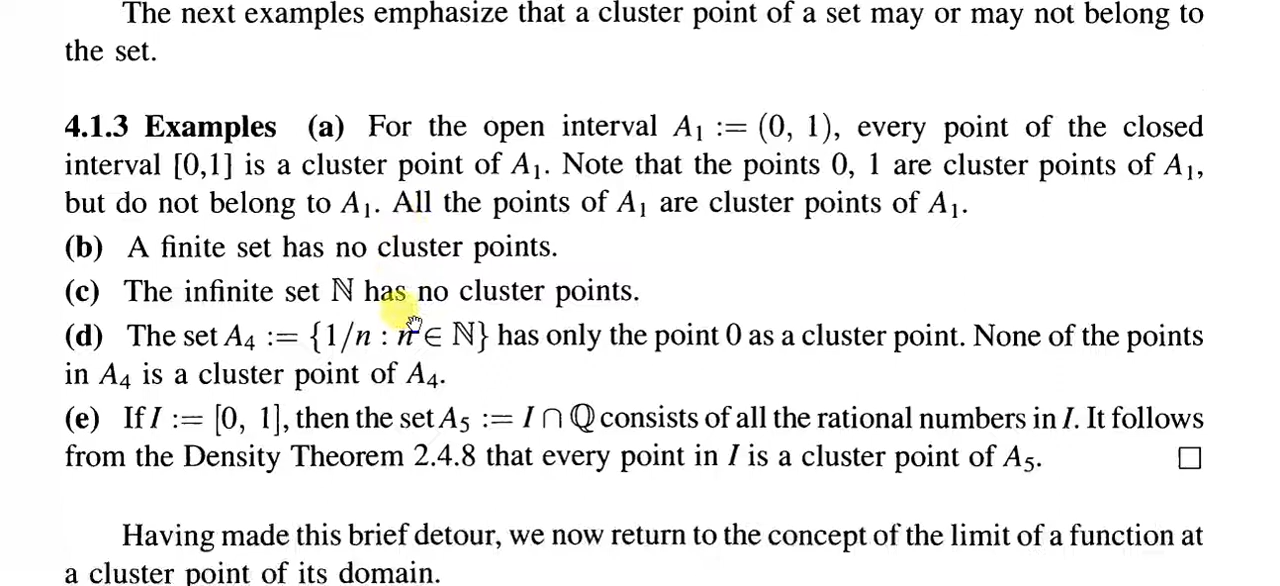 The next examples emphasize that a cluster point of a set may or may not belong to
the set.
4.1.3 Examples (a) For the open interval A₁ := (0, 1), every point of the closed
interval [0,1] is a cluster point of A₁. Note that the points 0, 1 are cluster points of A₁,
but do not belong to A₁. All the points of A₁ are cluster points of A₁.
(b) A finite set has no cluster points.
(c) The infinite set ℕ has no cluster points.
(d) The set A₄ := {1/n : n ∈ ℕ} has only the point 0 as a cluster point. None of the points
in A₄ is a cluster point of A₄.
(e) If I := [0, 1], then the set A₅ := I ∩ ℚ consists of all the rational numbers in I. It follows
from the Density Theorem 2.4.8 that every point in I is a cluster point of A₅. □
Having made this brief detour, we now return to the concept of the limit of a function at
a cluster point of its domain.